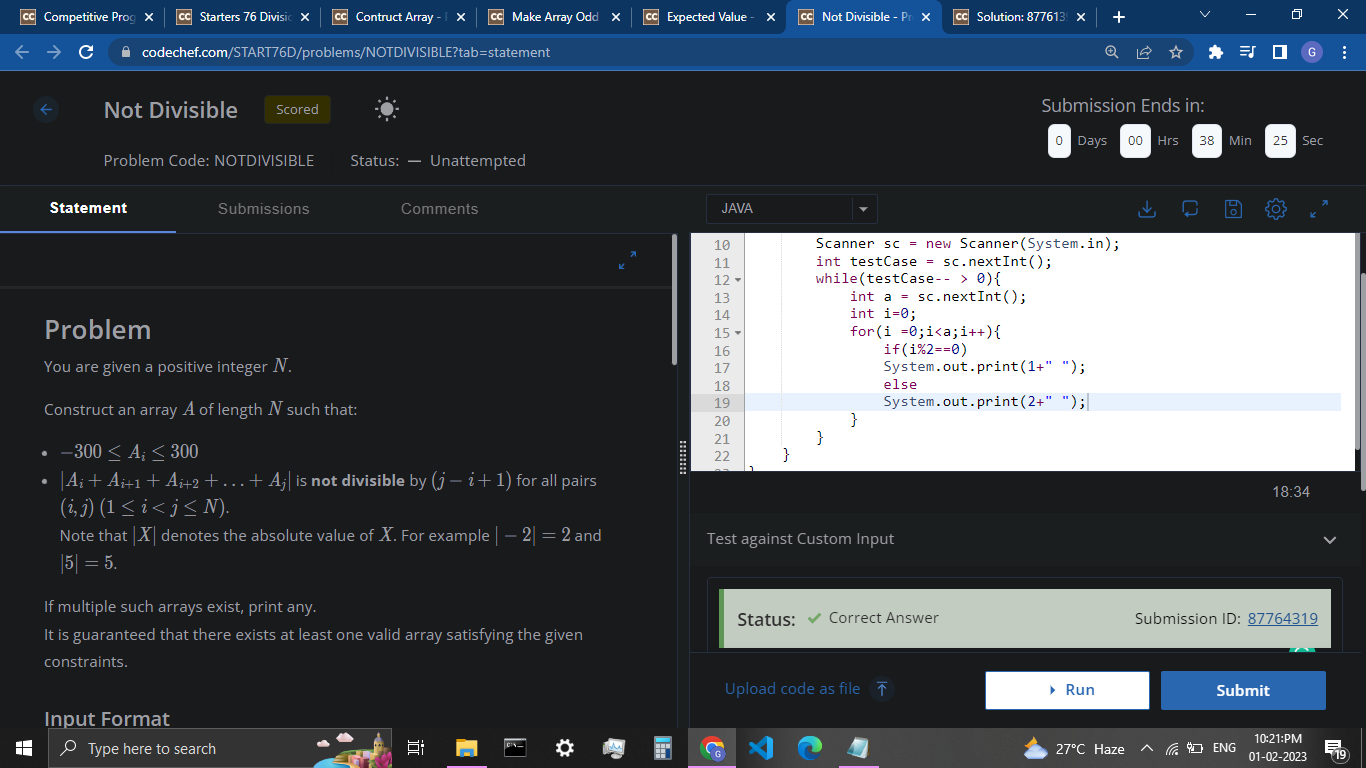 Competitive Prog
Starters 76 Divisio
Contruct Array -
Make Array Odd
Expected Value -
Not Divisible - Pr
Solution: 877613
codechef.com/START76D/problems/NOTDIVISIBLE?tab=statement
G
Not Divisible
Scored
Submission Ends in:
0 Days 00 Hrs 38 Min 25 Sec
Problem Code: NOTDIVISIBLE
Status: — Unattempted
Statement
Submissions
Comments
JAVA
Problem
You are given a positive integer N.
Construct an array A of length N such that:
• −300 ≤ A_i ≤ 300
• |A_i + A_{i+1} + A_{i+2} + … + A_j| is not divisible by (j − i + 1) for all pairs
(i, j) (1 ≤ i < j ≤ N).
Note that |X| denotes the absolute value of X. For example | − 2| = 2 and
|5| = 5.
If multiple such arrays exist, print any.
It is guaranteed that there exists at least one valid array satisfying the given
constraints.
Input Format
10 Scanner sc = new Scanner(System.in);
11 int testCase = sc.nextInt();
12 while(testCase-- > 0){
13 int a = sc.nextInt();
14 int i=0;
15 for(i =0;i<a;i++){
16 if(i%2==0)
17 System.out.print(1+" ");
18 else
19 System.out.print(2+" ");
20 }
21 }
22 }
18:34
Test against Custom Input
Status: ✓ Correct Answer
Submission ID: 87764319
Upload code as file
Run
Submit
Type here to search
27°C Haze
ENG
10:21:PM
01-02-2023
19